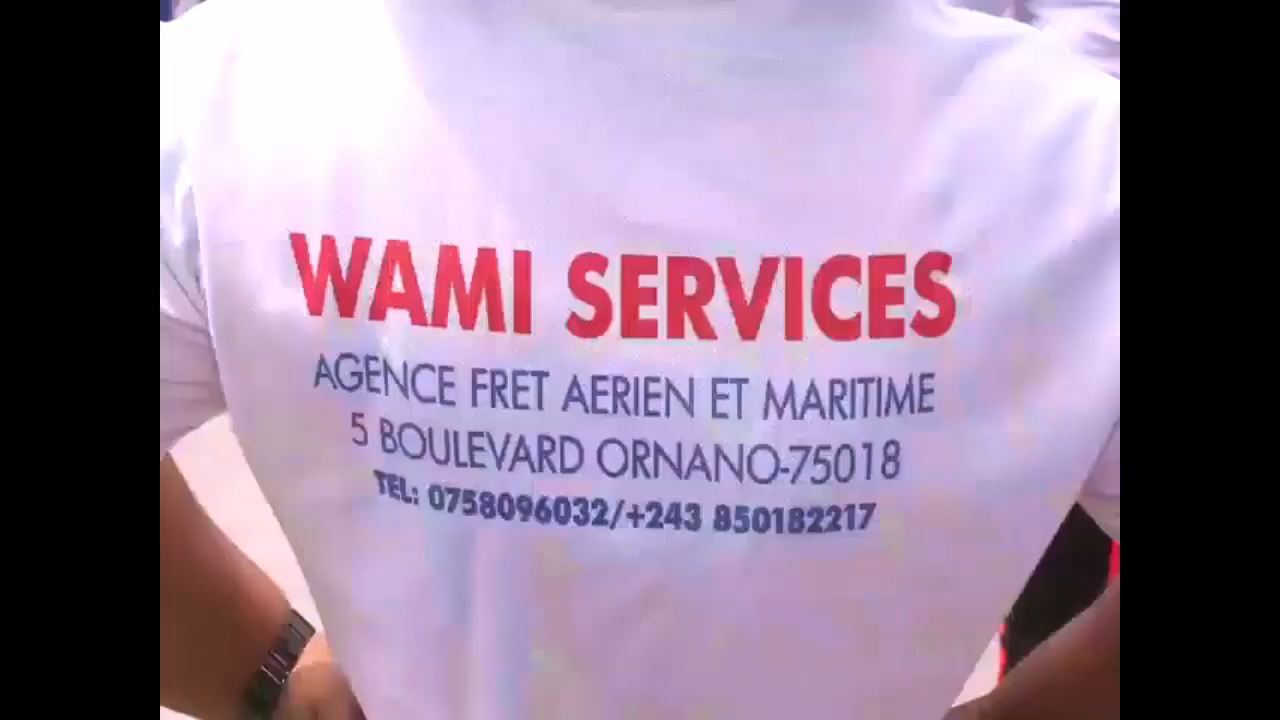 WAMI SERVICES
AGENCE FRET AERIEN ET MARITIME
5 BOULEVARD ORNANO-75018
TEL: 0758096032/+243 850182217